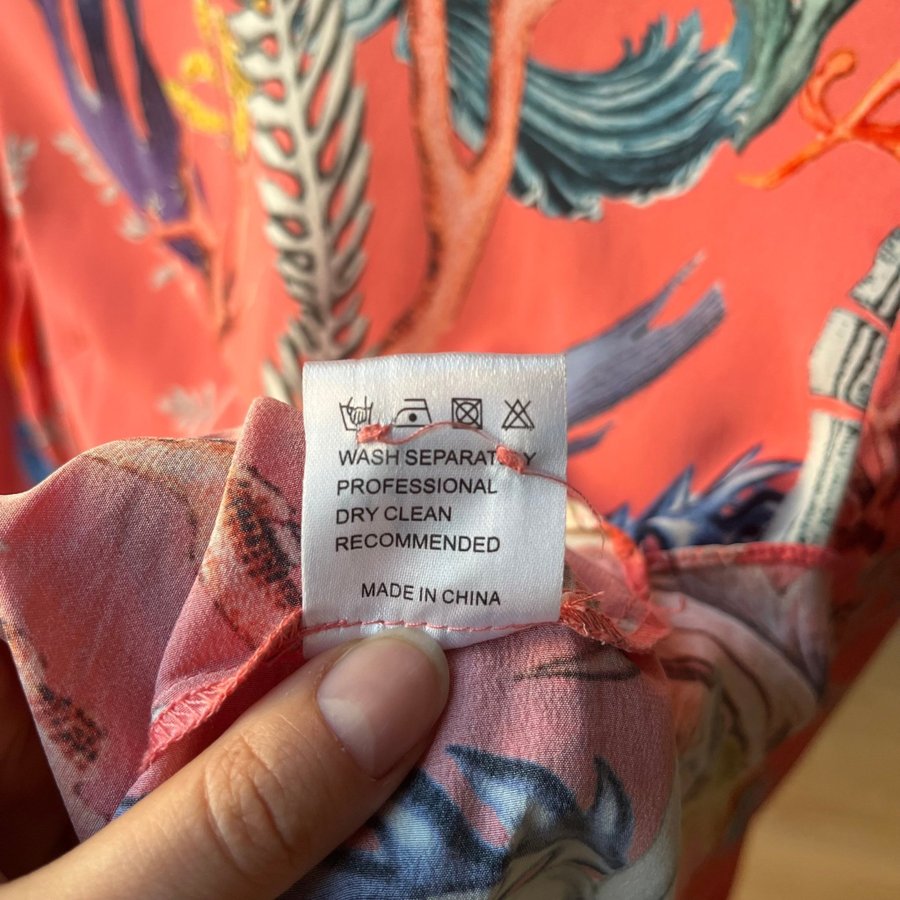 WASH SEPARATELY
PROFESSIONAL
DRY CLEAN
RECOMMENDED
MADE IN CHINA